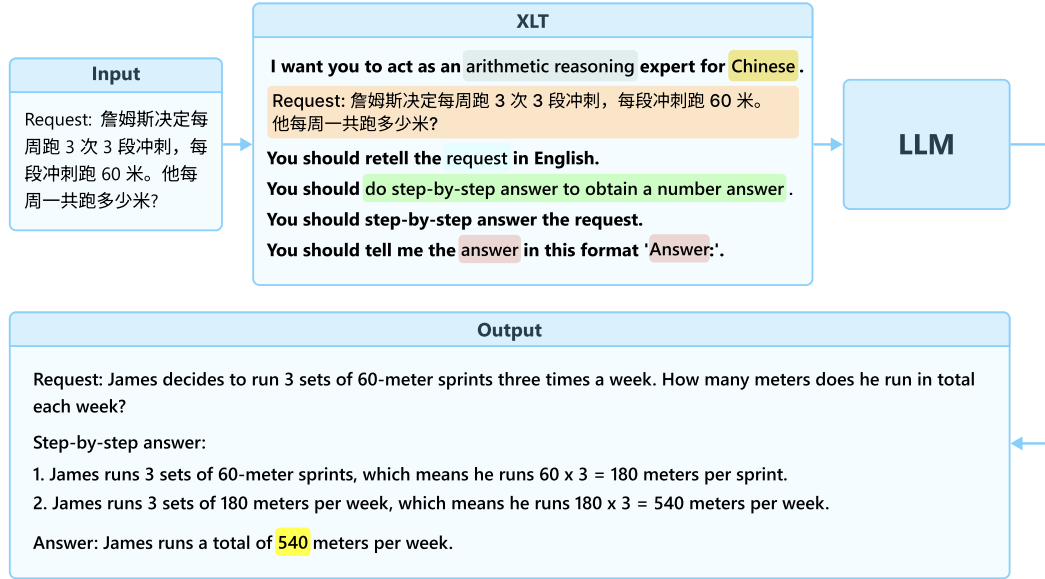 Input
Request: 詹姆斯决定每
周跑 3 次 3 段冲刺，每
段冲刺跑 60 米。他每
周一共跑多少米?
XLT
I want you to act as an arithmetic reasoning expert for Chinese.
Request: 詹姆斯决定每周跑 3 次 3 段冲刺，每段冲刺跑 60 米。
他每周一共跑多少米?
You should retell the request in English.
You should do step-by-step answer to obtain a number answer .
You should step-by-step answer the request.
You should tell me the answer in this format 'Answer:'.
LLM
Output
Request: James decides to run 3 sets of 60-meter sprints three times a week. How many meters does he run in total
each week?
Step-by-step answer:
1. James runs 3 sets of 60-meter sprints, which means he runs 60 x 3 = 180 meters per sprint.
2. James runs 3 sets of 180 meters per week, which means he runs 180 x 3 = 540 meters per week.
Answer: James runs a total of 540 meters per week.